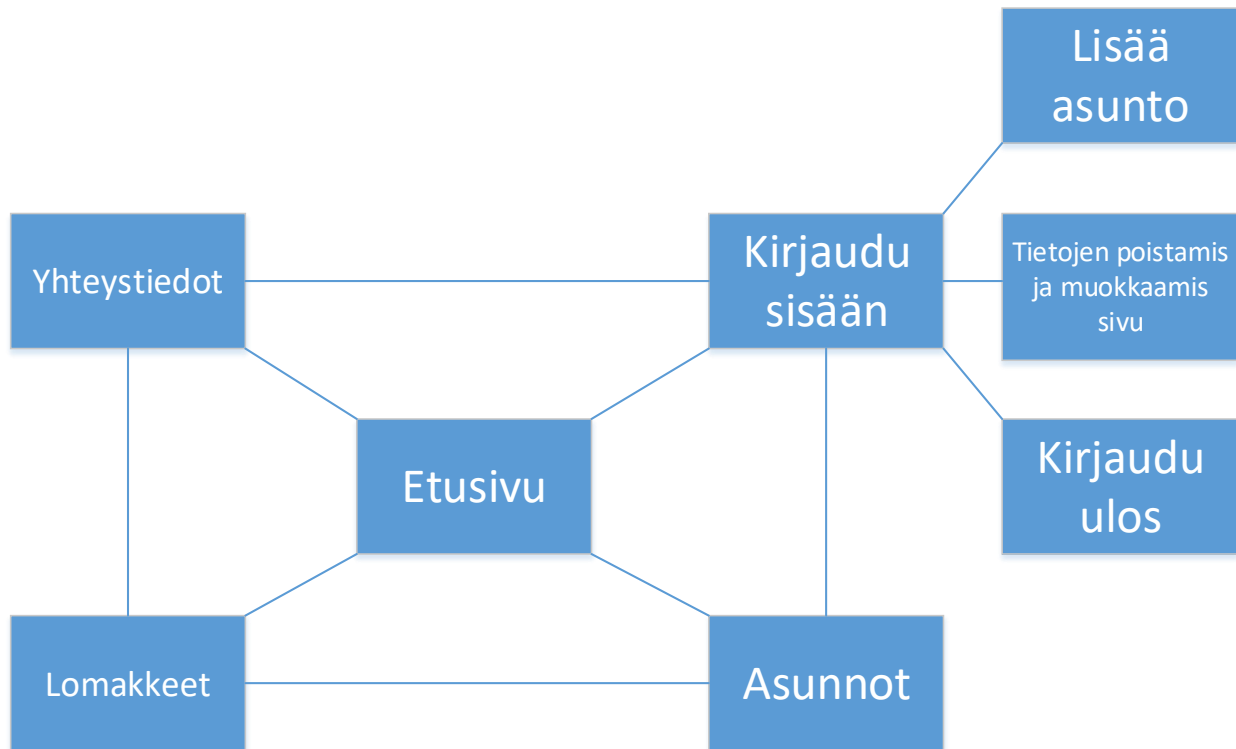 Lisää
asunto
Yhteystiedot
Kirjaudu
sisään
Tietojen poistamis
ja muokkaamis
sivu
Etusivu
Kirjaudu
ulos
Lomakkeet
Asunnot